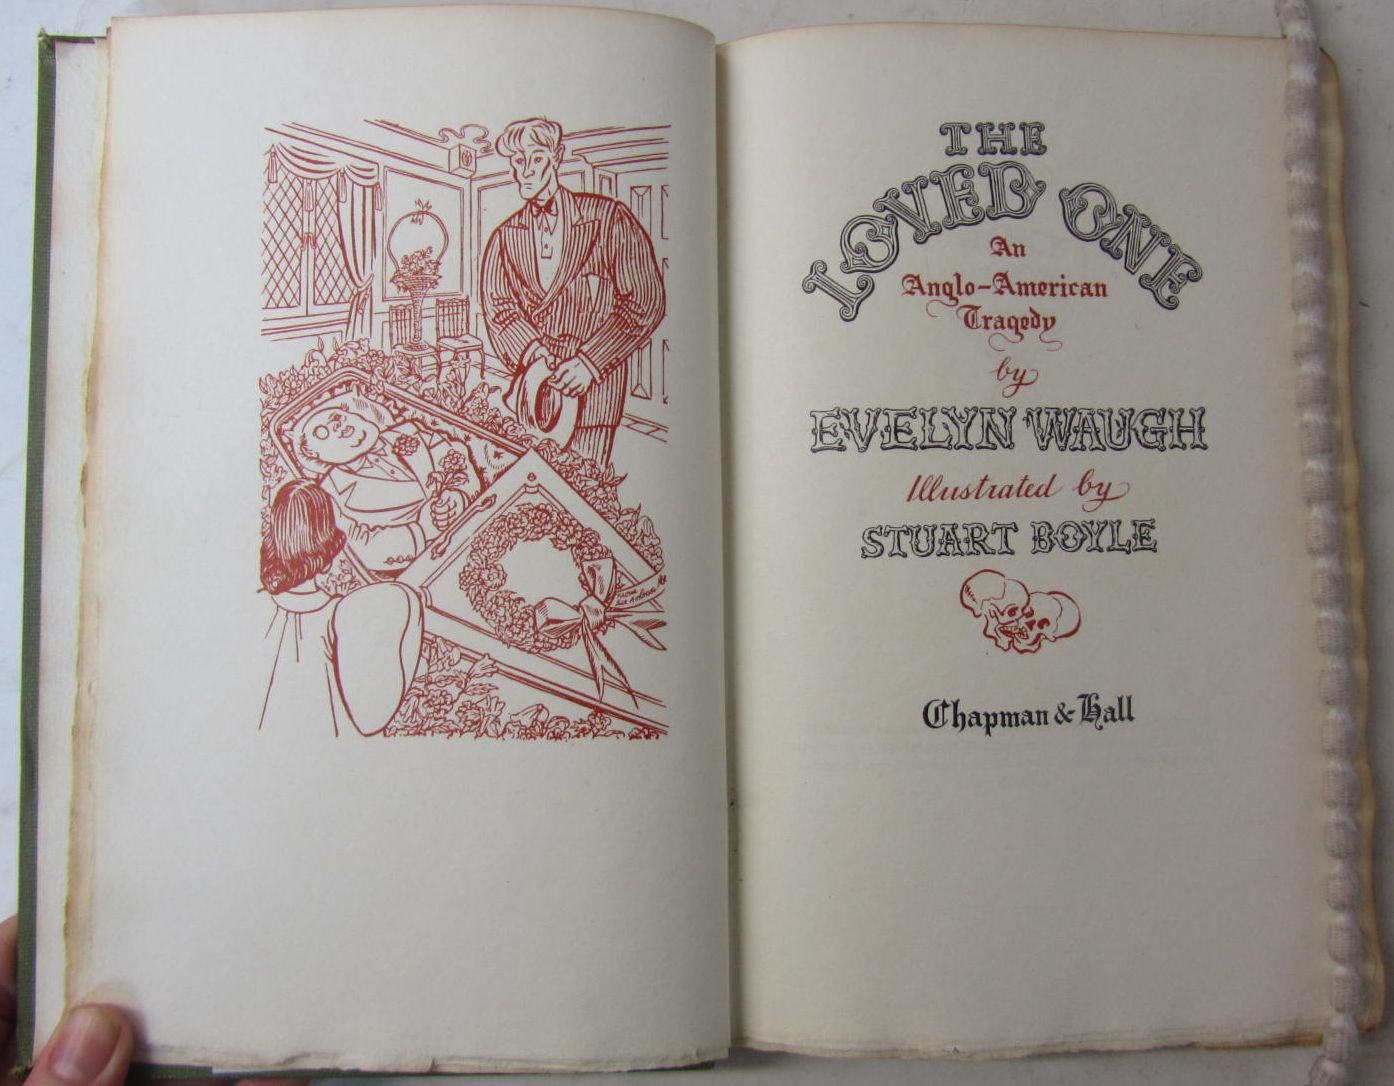 THE
LOVED ONE
An
Anglo-American
Tragedy
by
EVELYN WAUGH
Illustrated by
STUART BOYLE
Chapman & Hall